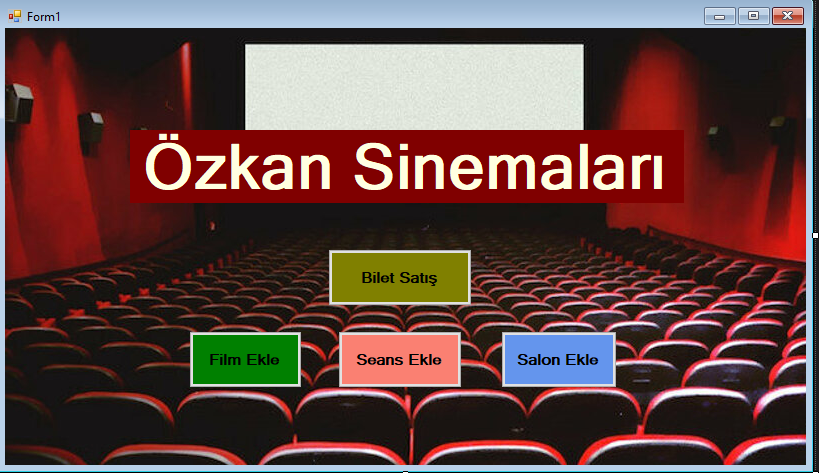 Form1
Özkan Sinemaları
Bilet Satış
Film Ekle
Seans Ekle
Salon Ekle